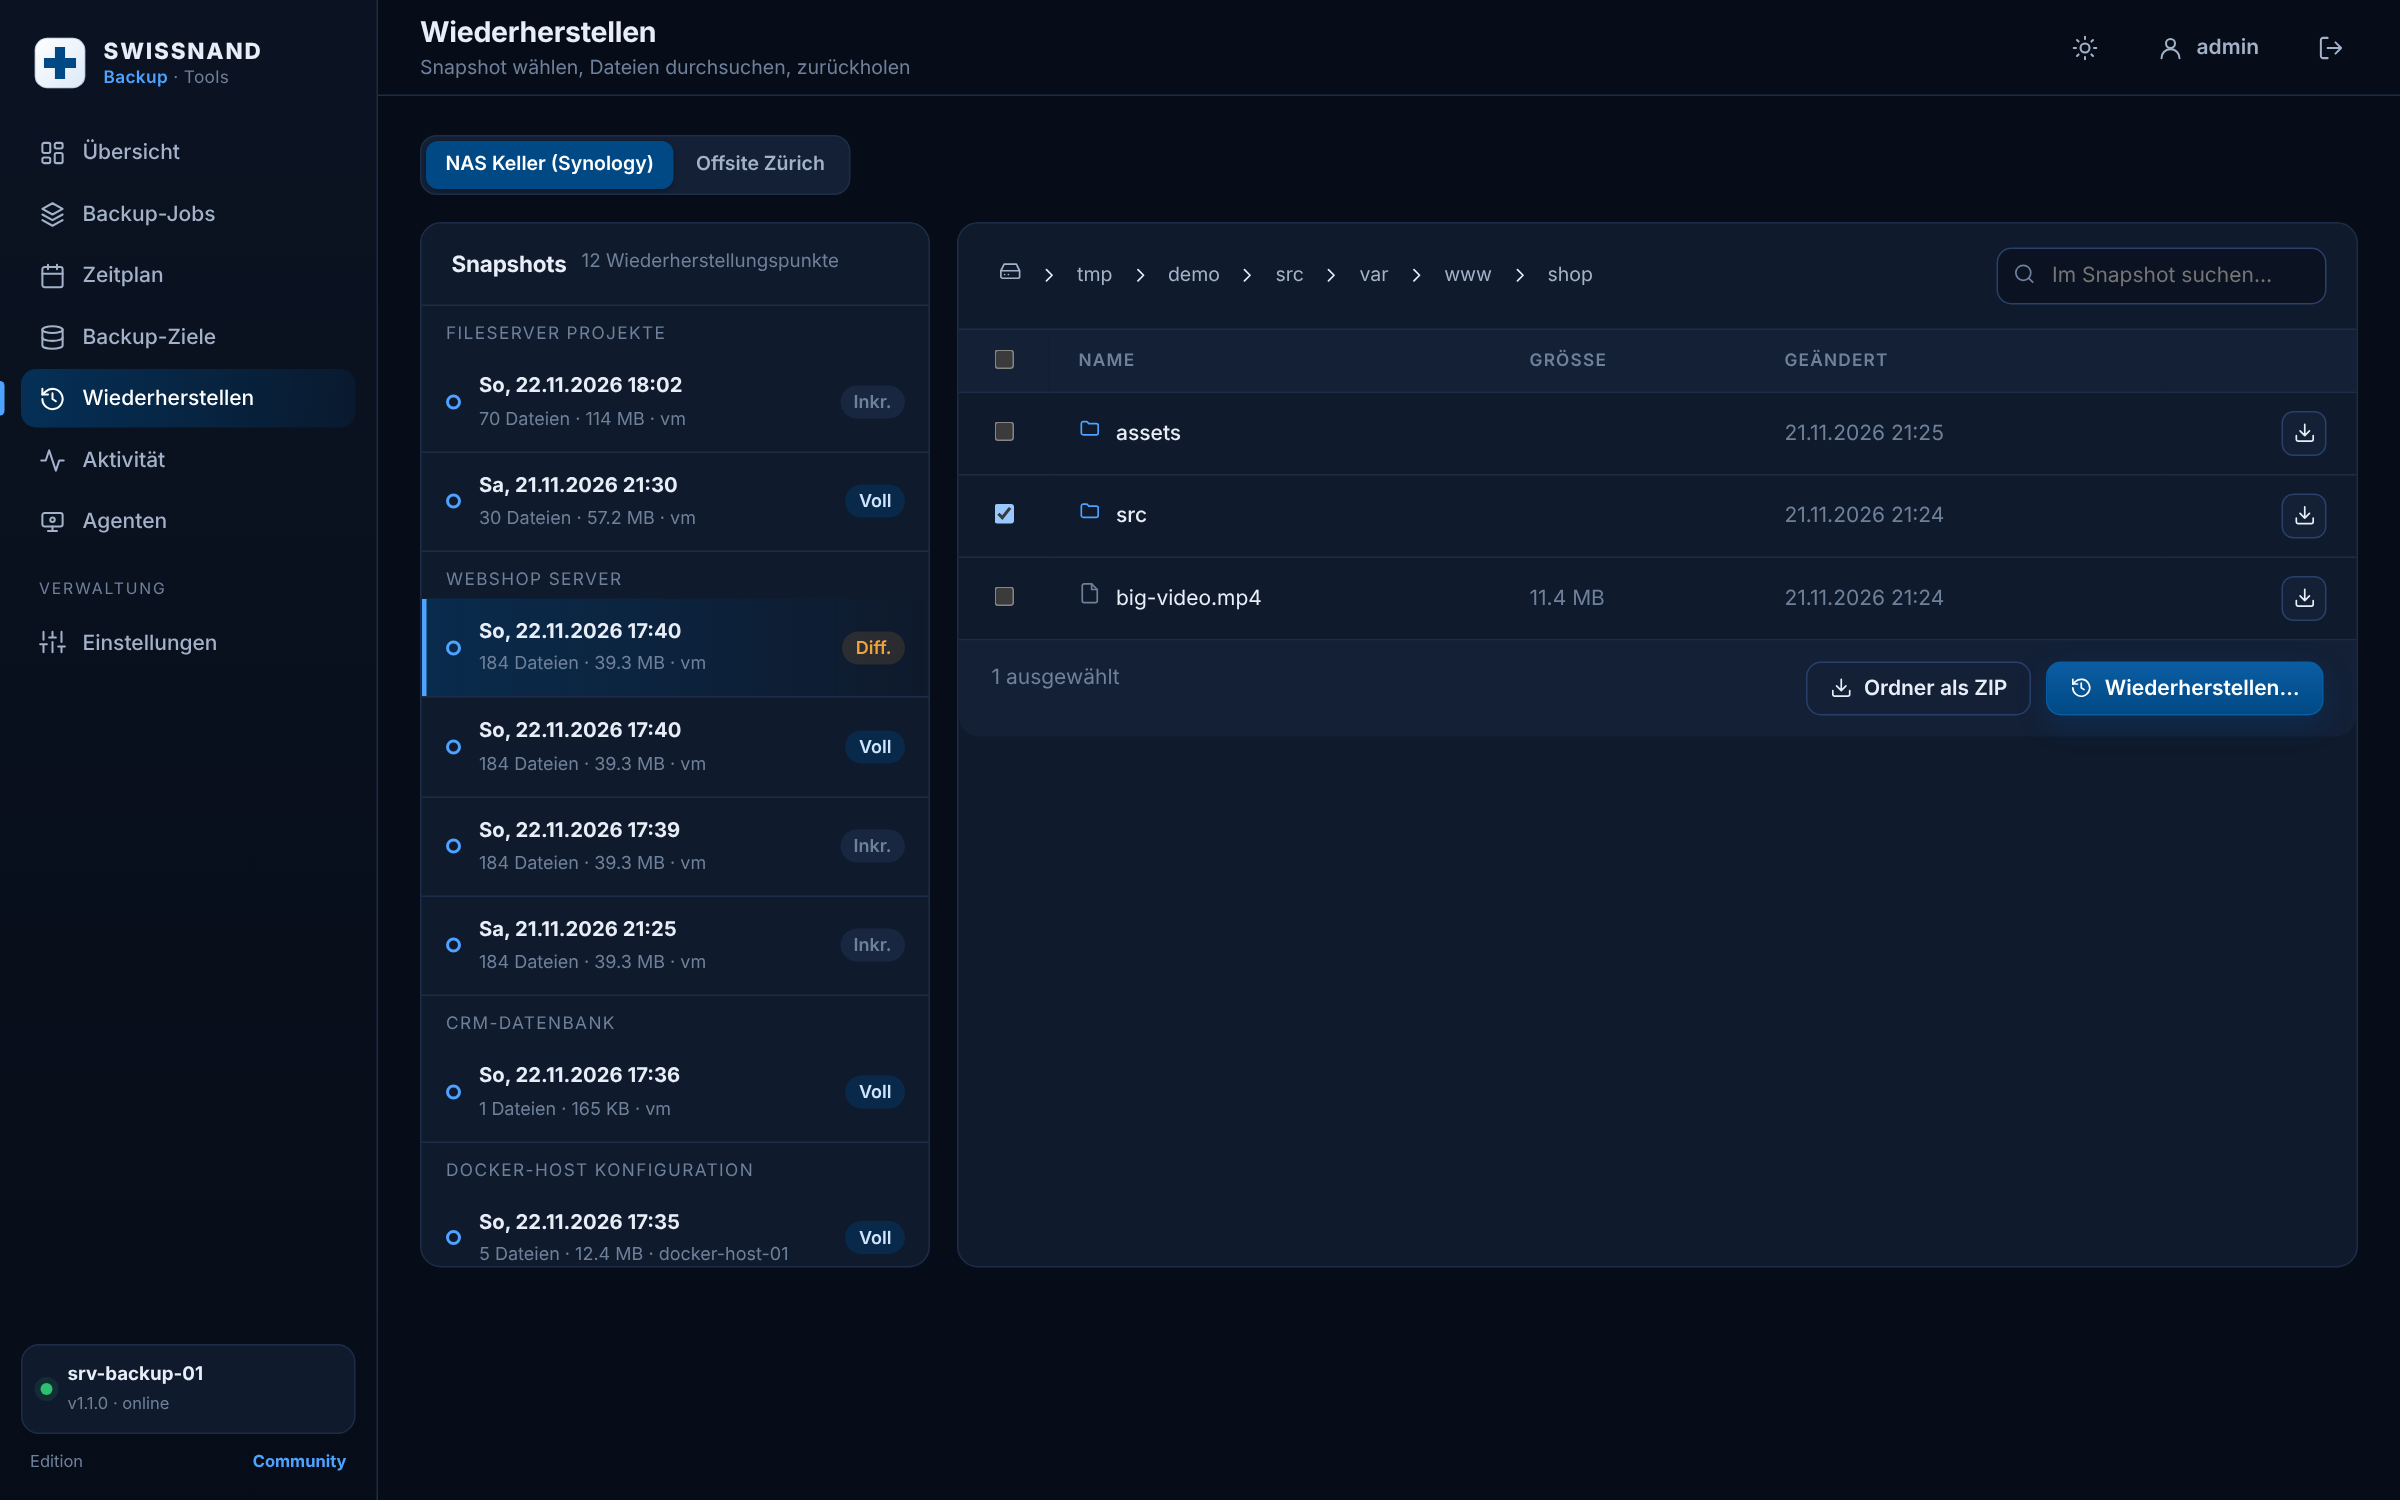 SWISSNAND
Backup · Tools
Übersicht
Backup-Jobs
Zeitplan
Backup-Ziele
Wiederherstellen
Aktivität
Agenten
VERWALTUNG
Einstellungen
srv-backup-01
v1.1.0 · online
Edition Community
Wiederherstellen
Snapshot wählen, Dateien durchsuchen, zurückholen
admin
NAS Keller (Synology) Offsite Zürich
Snapshots 12 Wiederherstellungspunkte
FILESERVER PROJEKTE
So, 22.11.2026 18:02
70 Dateien · 114 MB · vm
Inkr.
Sa, 21.11.2026 21:30
30 Dateien · 57.2 MB · vm
Voll
WEBSHOP SERVER
So, 22.11.2026 17:40
184 Dateien · 39.3 MB · vm
Diff.
So, 22.11.2026 17:40
184 Dateien · 39.3 MB · vm
Voll
So, 22.11.2026 17:39
184 Dateien · 39.3 MB · vm
Inkr.
Sa, 21.11.2026 21:25
184 Dateien · 39.3 MB · vm
Inkr.
CRM-DATENBANK
So, 22.11.2026 17:36
1 Dateien · 165 KB · vm
Voll
DOCKER-HOST KONFIGURATION
So, 22.11.2026 17:35
5 Dateien · 12.4 MB · docker-host-01
Voll
tmp > demo > src > var > www > shop
Im Snapshot suchen...
NAME GRÖSSE GEÄNDERT
assets 21.11.2026 21:25
src 21.11.2026 21:24
big-video.mp4 11.4 MB 21.11.2026 21:24
1 ausgewählt
Ordner als ZIP
Wiederherstellen...